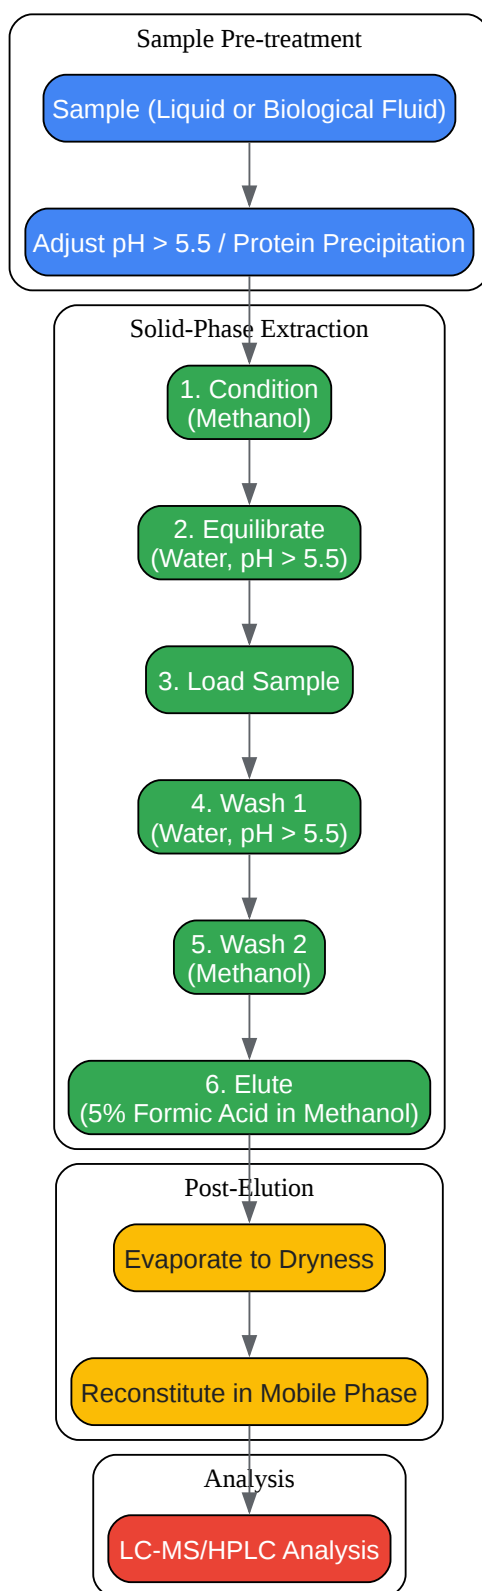 Sample Pre-treatment
Sample (Liquid or Biological Fluid)
Adjust pH > 5.5 / Protein Precipitation
Solid-Phase Extraction
1. Condition
(Methanol)
2. Equilibrate
(Water, pH > 5.5)
3. Load Sample
4. Wash 1
(Water, pH > 5.5)
5. Wash 2
(Methanol)
6. Elute
(5% Formic Acid in Methanol)
Post-Elution
Evaporate to Dryness
Reconstitute in Mobile Phase
Analysis
LC-MS/HPLC Analysis